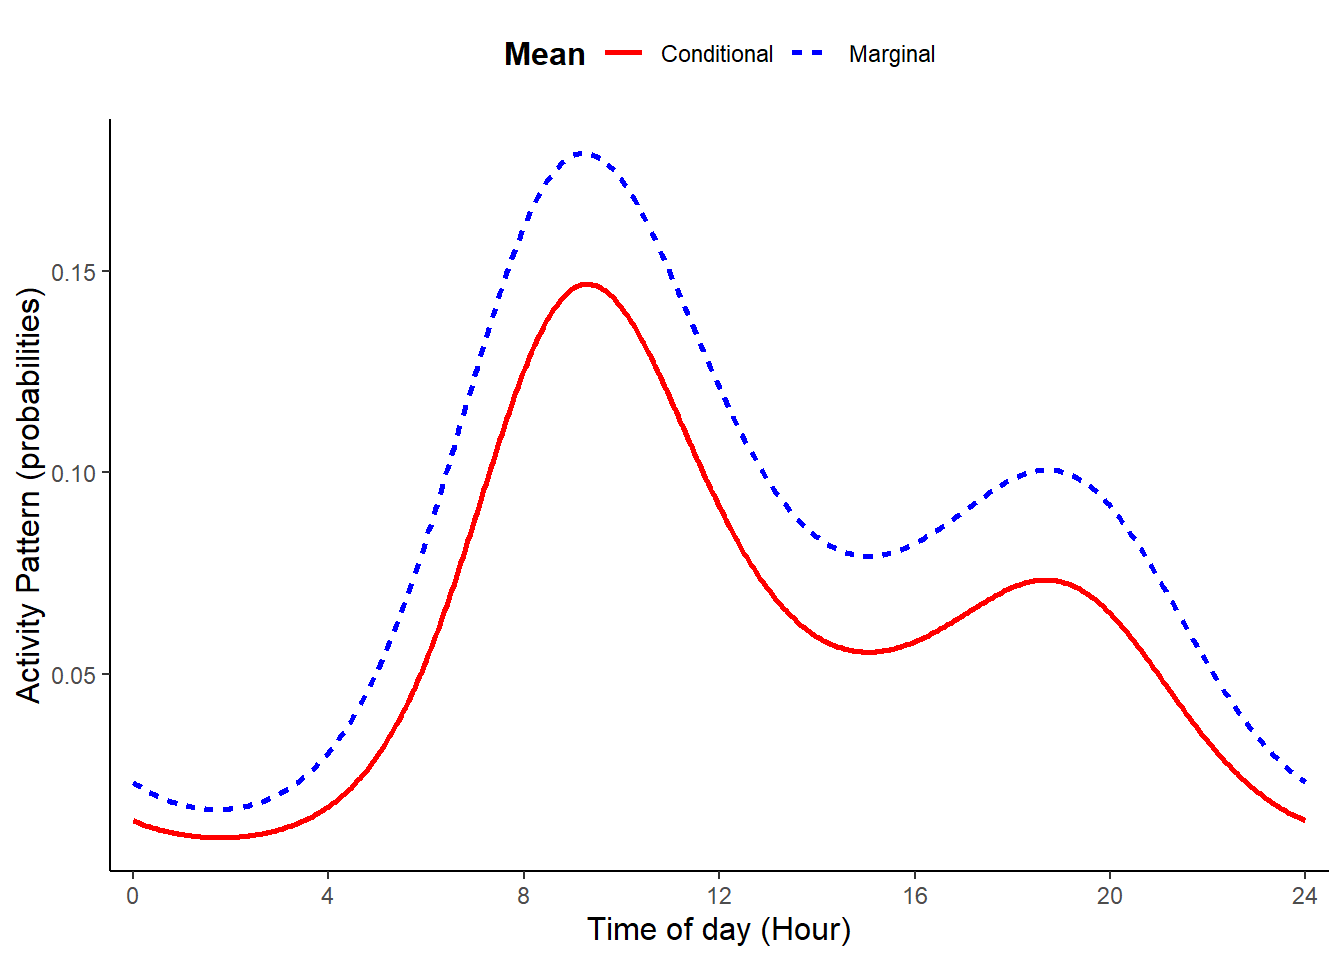 Mean Conditional Marginal
Activity Pattern (probabilities)
0.15
0.10
0.05
0 4 8 12 16 20 24
Time of day (Hour)